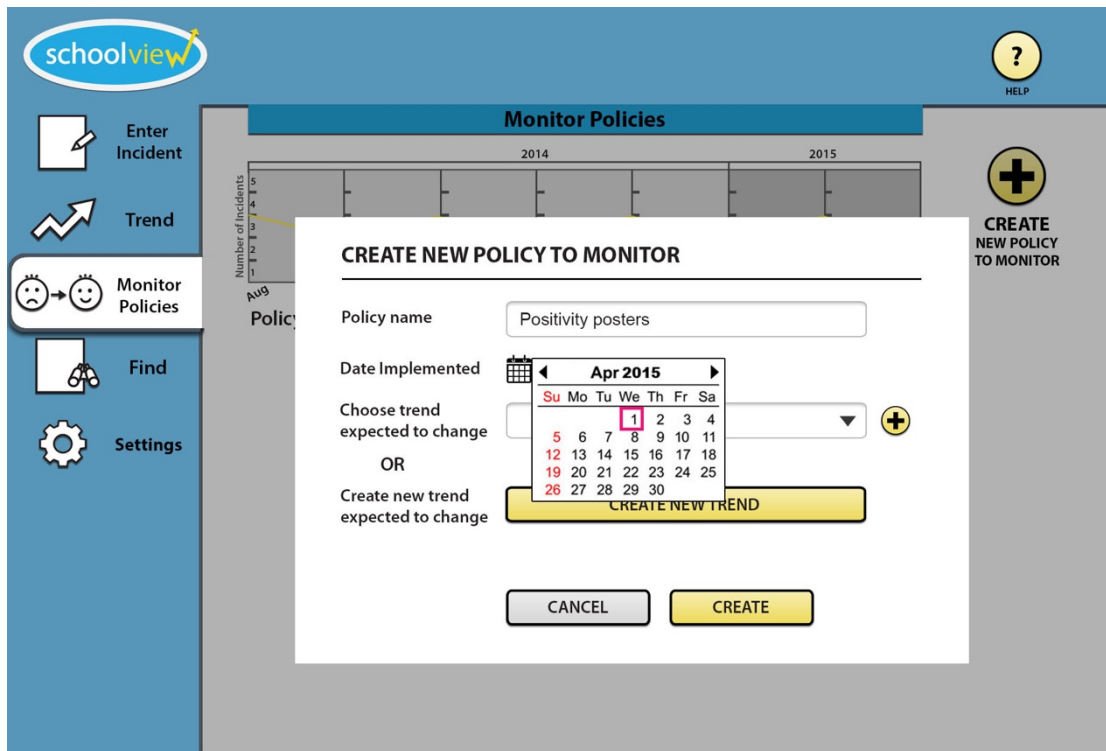 schoolview
?
HELP
Enter
Incident
Trend
Monitor
Policies
Find
Settings
Monitor Policies
2014 2015
Number of Incidents
5
4
3
2
1
Aug
CREATE
NEW POLICY
TO MONITOR
CREATE NEW POLICY TO MONITOR
Policy name Positivity posters
Date Implemented
Apr 2015
Su Mo Tu We Th Fr Sa
1 2 3 4
5 6 7 8 9 10 11
12 13 14 15 16 17 18
19 20 21 22 23 24 25
26 27 28 29 30
Choose trend
expected to change
OR
Create new trend
expected to change
CREATE NEW TREND
CANCEL CREATE